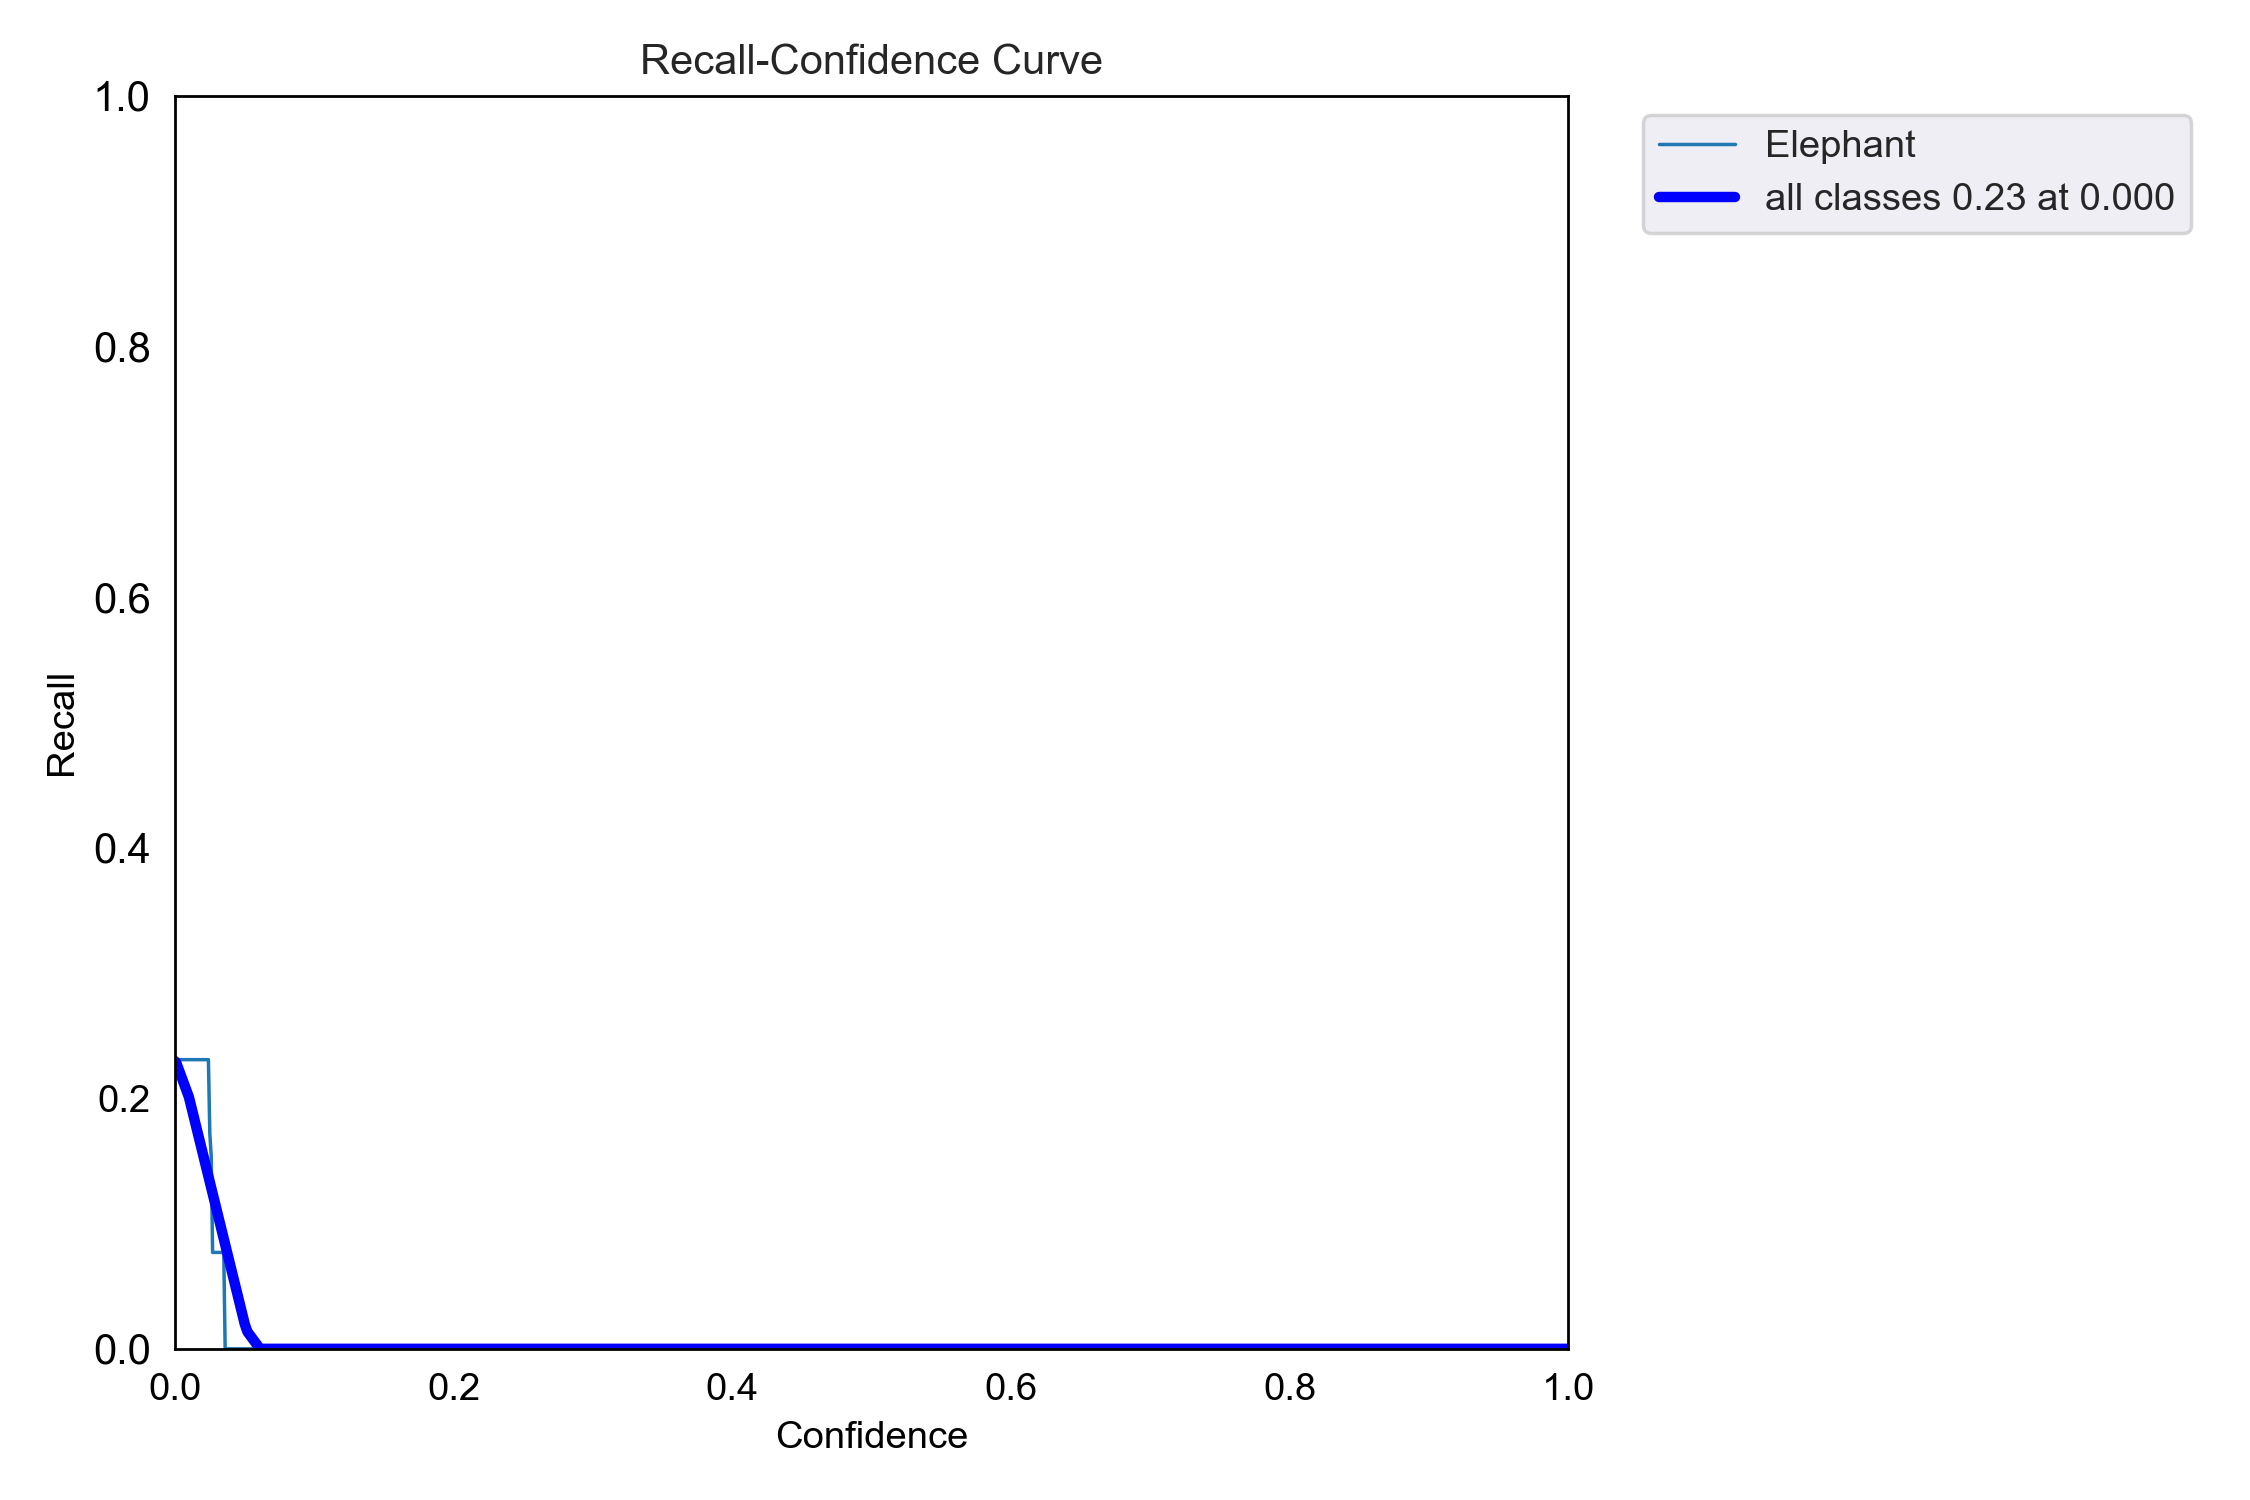 Recall-Confidence Curve
1.0
0.8
0.6
0.4
0.2
0.0
Recall
0.0 0.2 0.4 0.6 0.8 1.0
Confidence
Elephant
all classes 0.23 at 0.000